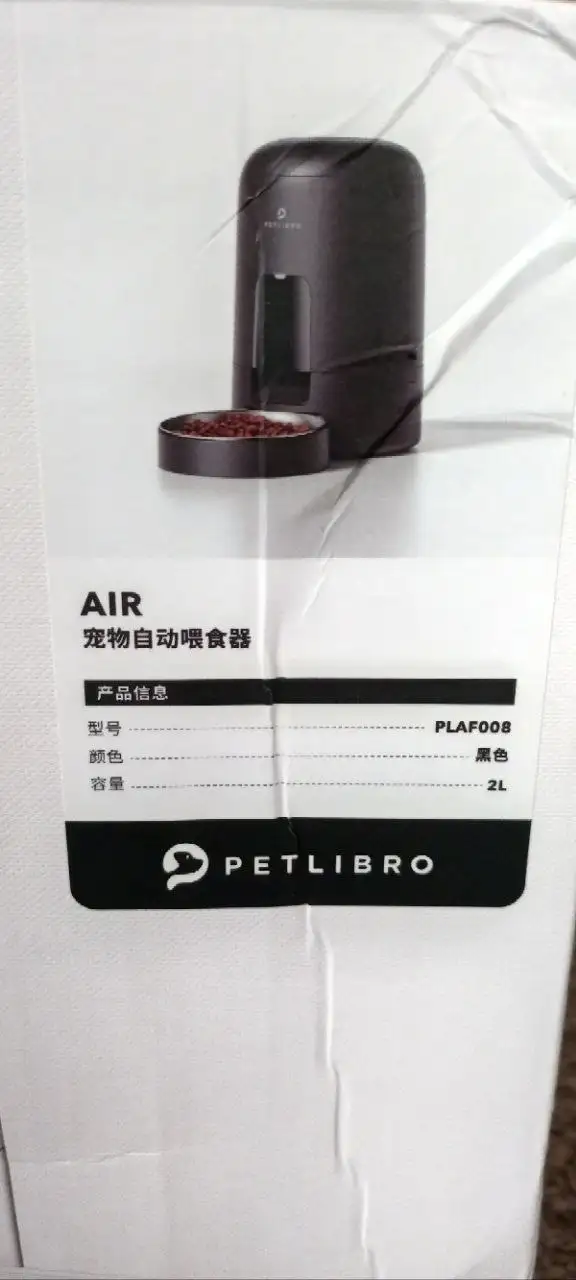 PETLIBRO
AIR
宠物自动喂食器
产品信息
型号 PLAF008
颜色 黑色
容量 2L
PETLIBRO